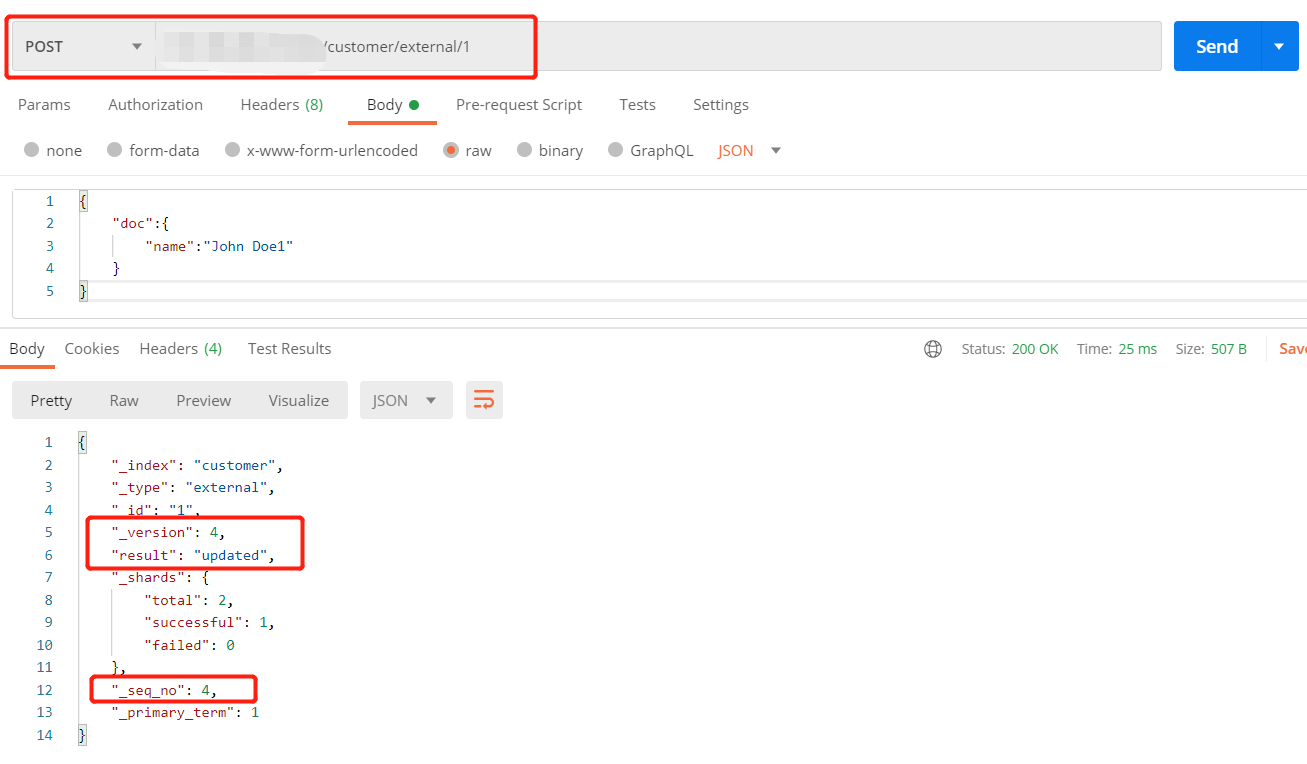 POST /customer/external/1 Send
Params Authorization Headers (8) Body Pre-request Script Tests Settings
none form-data x-www-form-urlencoded raw binary GraphQL JSON
1 {
2 "doc":{
3 "name":"John Doe1"
4 }
5 }
Body Cookies Headers (4) Test Results Status: 200 OK Time: 25 ms Size: 507 B
Pretty Raw Preview Visualize JSON
1 {
2 "_index": "customer",
3 "_type": "external",
4 "_id": "1",
5 "_version": 4,
6 "result": "updated",
7 "_shards": {
8 "total": 2,
9 "successful": 1,
10 "failed": 0
11 },
12 "_seq_no": 4,
13 "_primary_term": 1
14 }